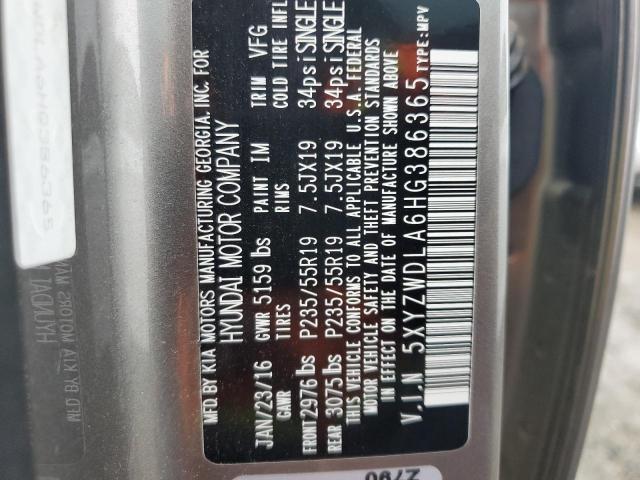 MFD.BY KIA MOTORS MANUFACTURING GEORGIA, INC. FOR
HYUNDAI MOTOR COMPANY
JAN/23/16 GVWR 5159 lbs PAINT IM TRIM VFG
GAWR TIRES RIMS COLD TIRE INFL
FRONT 2976 lbs P235/55R19 7.5JX19 34psi SINGLE
REAR 3075 lbs P235/55R19 7.5JX19 34psi SINGLE
THIS VEHICLE CONFORMS TO ALL APPLICABLE U.S.A. FEDERAL
MOTOR VEHICLE SAFETY AND THEFT PREVENTION STANDARDS
IN EFFECT ON THE DATE OF MANUFACTURE SHOWN ABOVE
V.I.N 5XYZWDLA6HG386365 TYPE:MPV